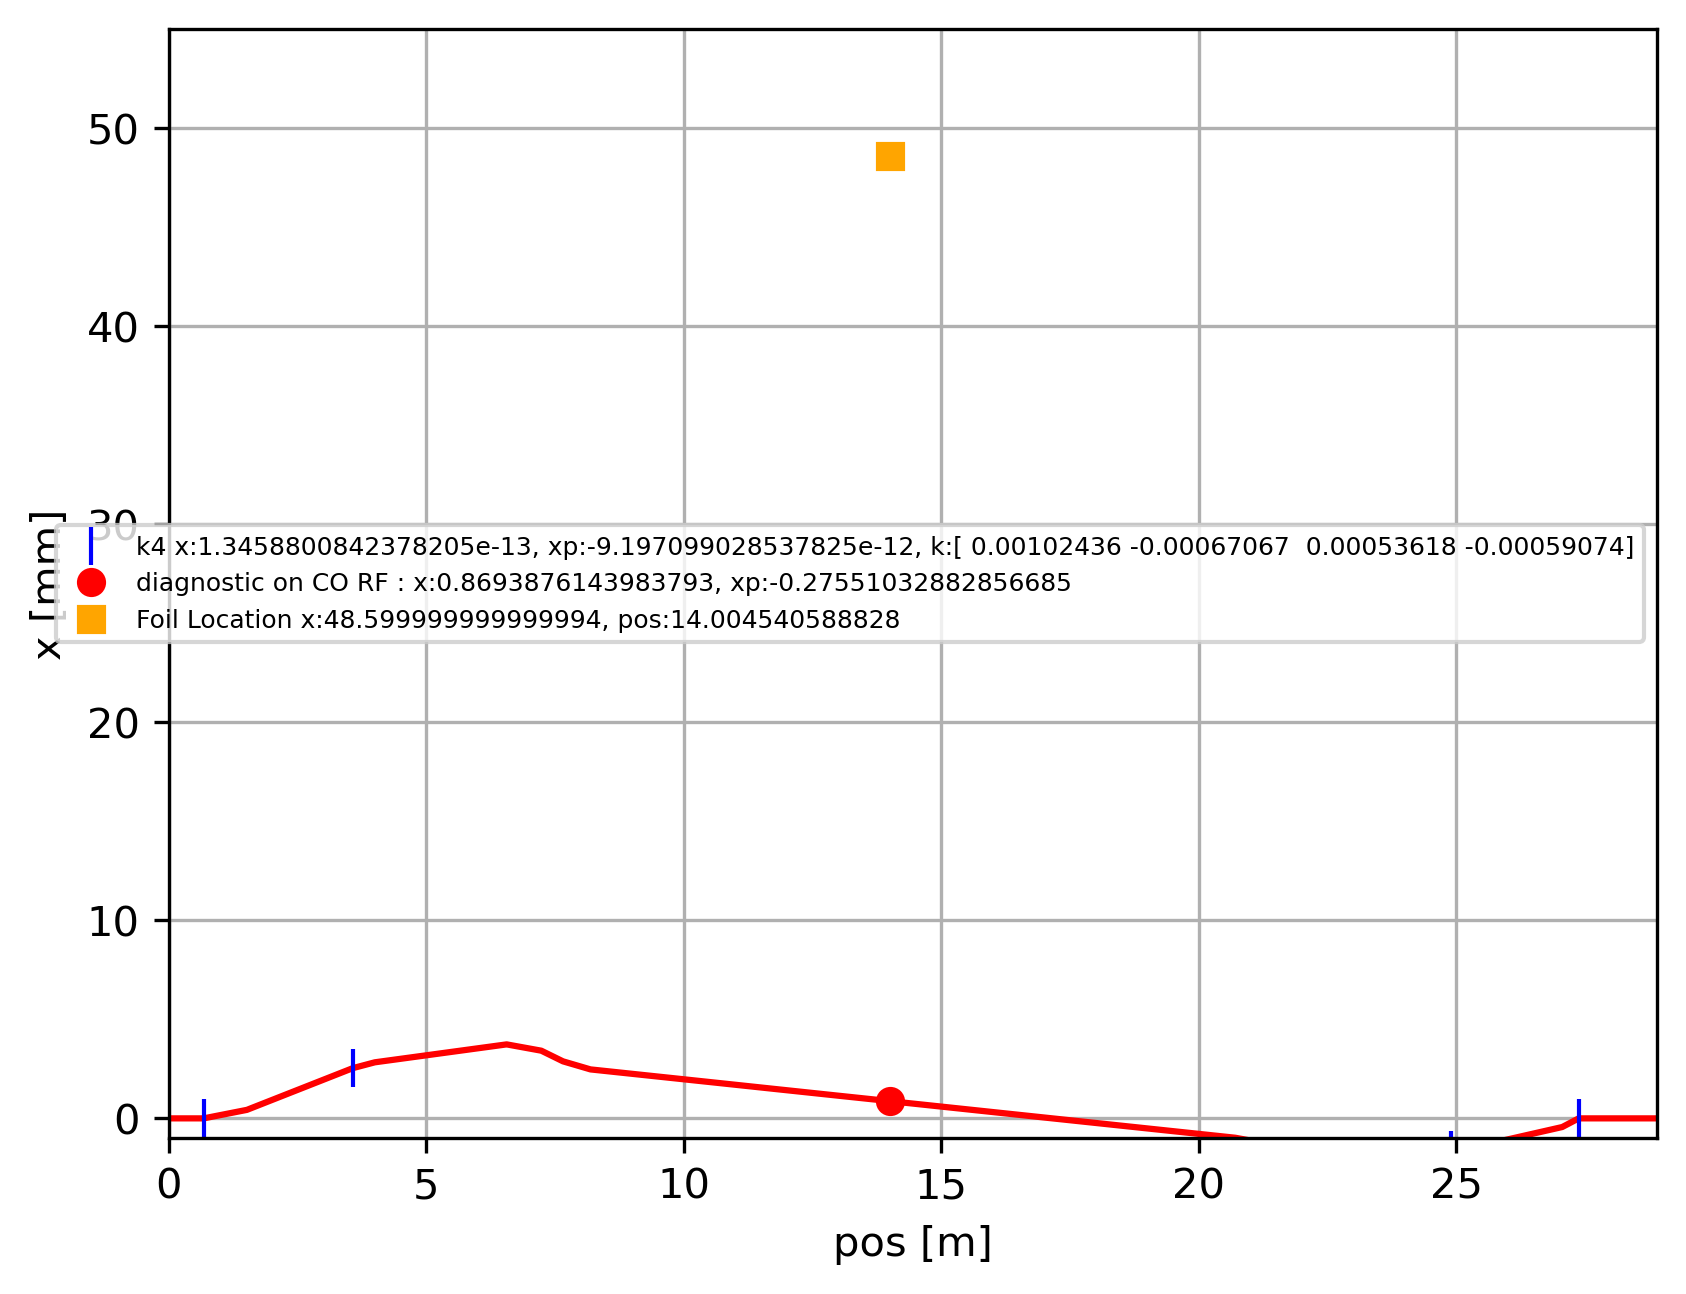 50
40
30
k4 x:1.3458800842378205e-13, xp:-9.197099028537825e-12, k:[ 0.00102436 -0.00067067  0.00053618 -0.00059074]
diagnostic on CO RF : x:0.8693876143983793, xp:-0.27551032882856685
Foil Location x:48.599999999999994, pos:14.004540588828
x [mm]
20
10
0
0 5 10 15 20 25
pos [m]